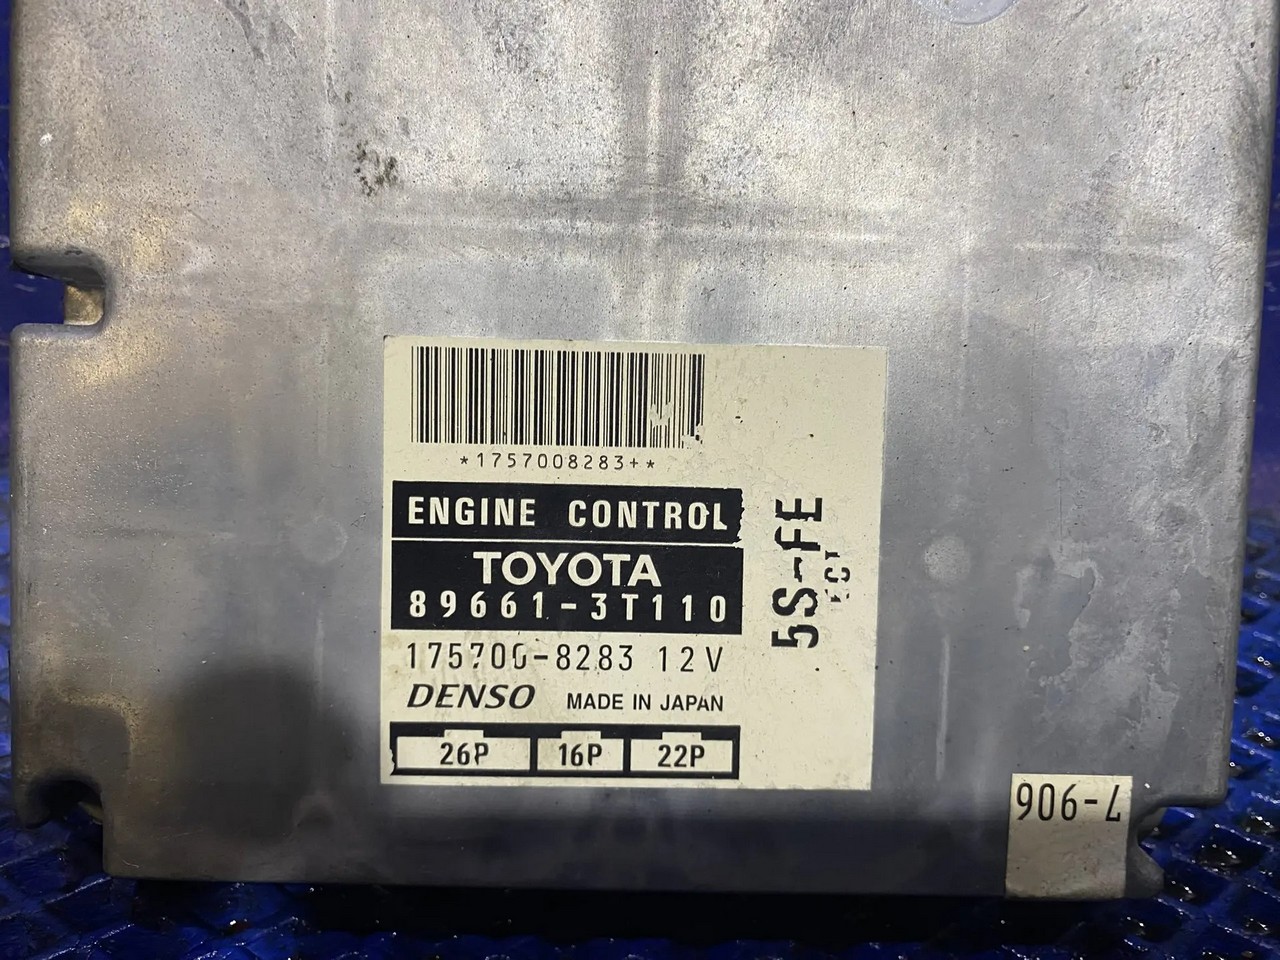 *1757008283+*
ENGINE CONTROL
TOYOTA
89661-3T110
175700-8283 12V
DENSO MADE IN JAPAN
26P 16P 22P
5S-FE
906-L